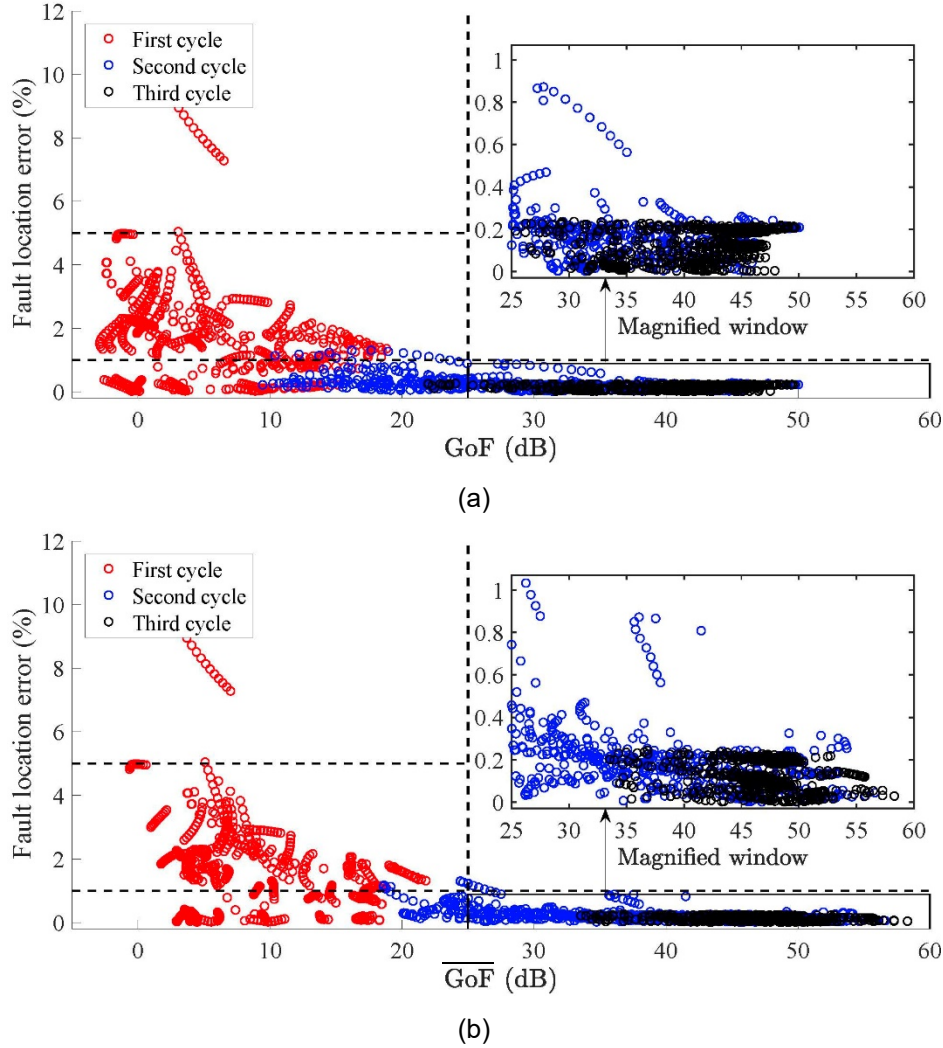 12
10
8
6
4
2
0
Fault location error (%)
First cycle
Second cycle
Third cycle
1
0.8
0.6
0.4
0.2
0
25 30 35 40 45 50 55 60
Magnified window
0 10 20 30 40 50 60
GoF (dB)
(a)
12
10
8
6
4
2
0
Fault location error (%)
First cycle
Second cycle
Third cycle
1
0.8
0.6
0.4
0.2
0
25 30 35 40 45 50 55 60
Magnified window
0 10 20 30 40 50 60
G̅o̅F̅ (dB)
(b)